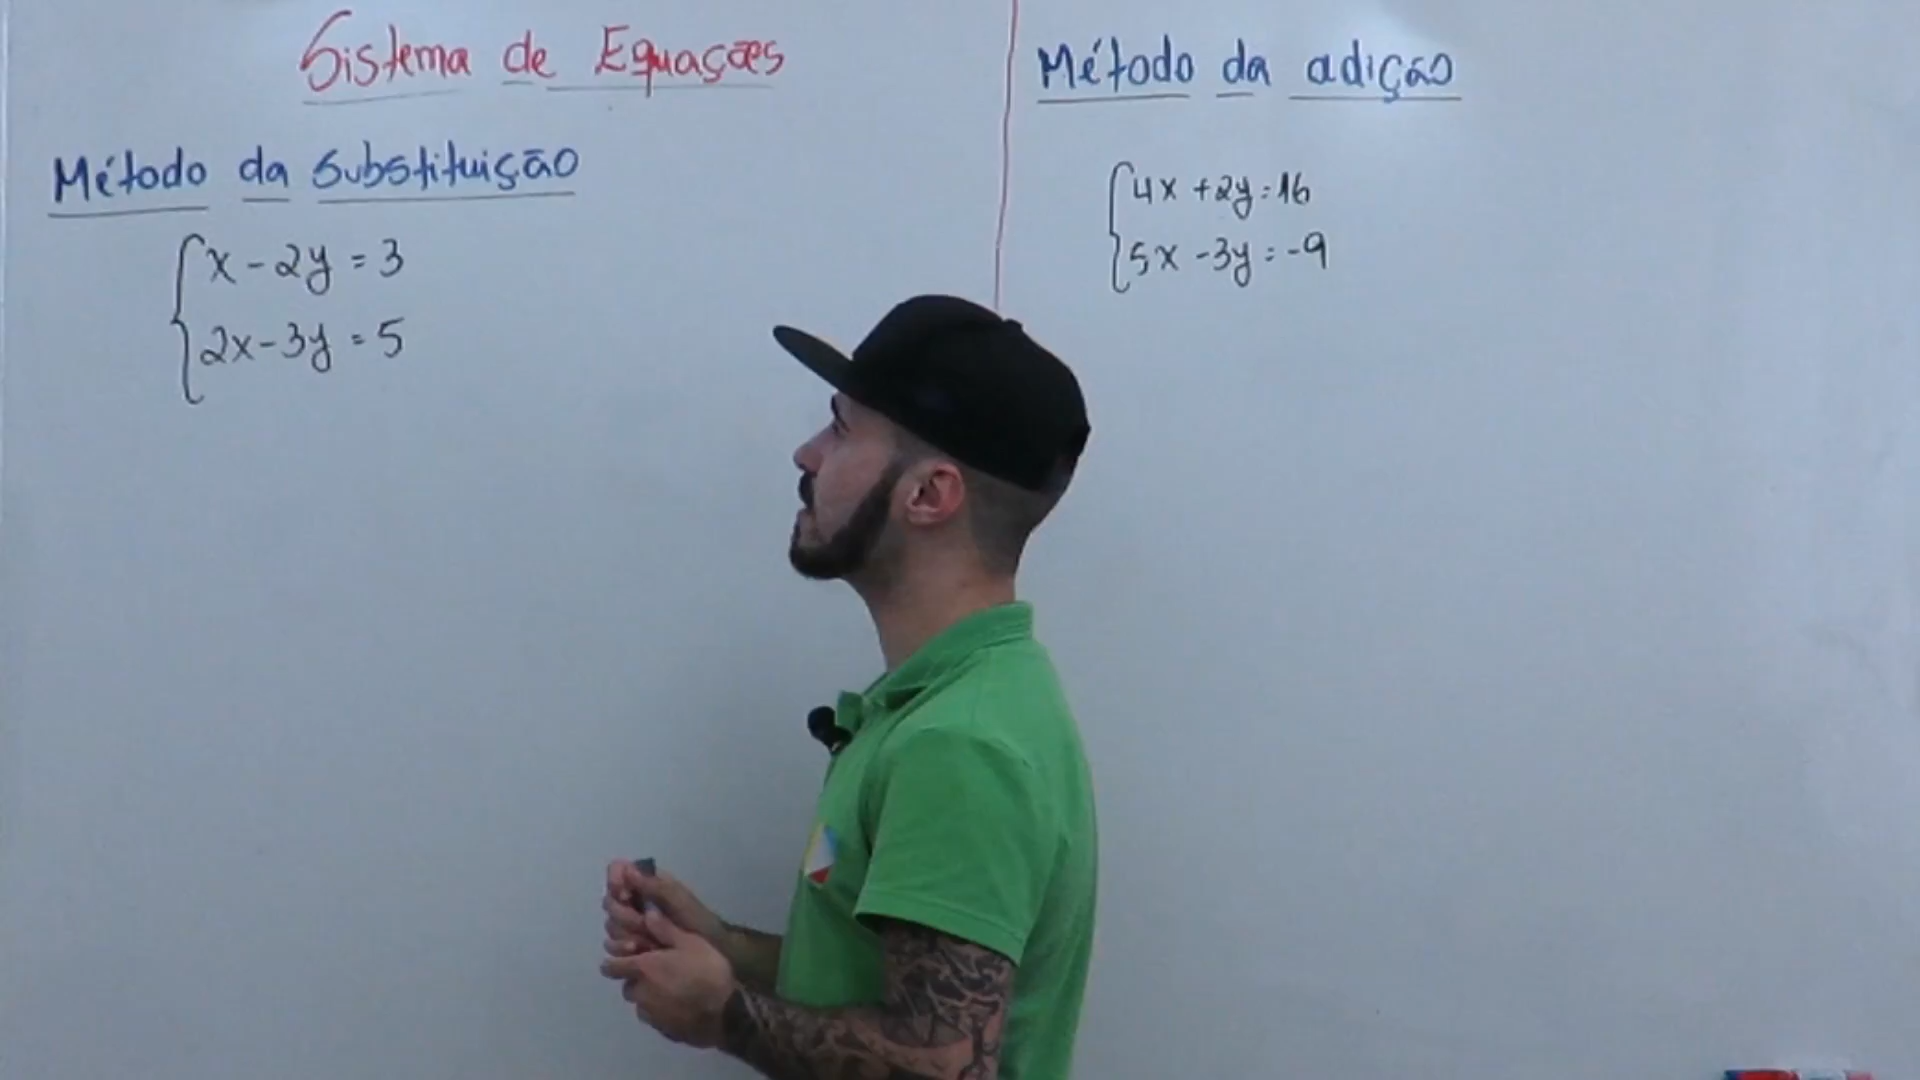 Sistema de Equações
Método da substituição
x - 2y = 3
2x - 3y = 5
Método da adição
4x + 2y = 16
5x - 3y = -9